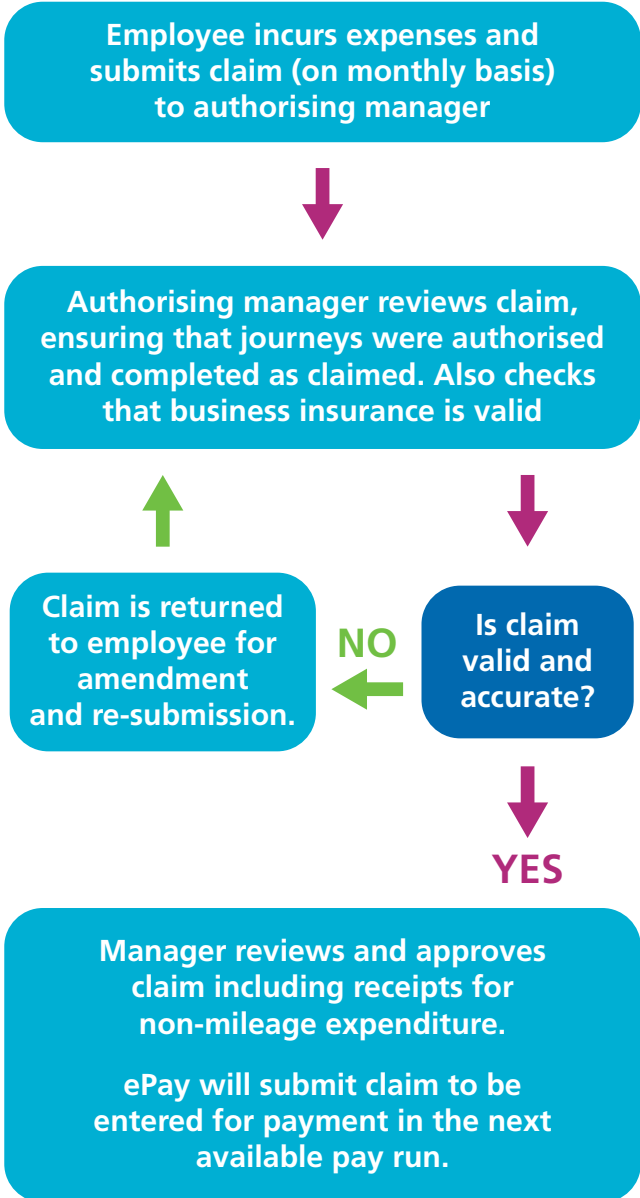 Employee incurs expenses and
submits claim (on monthly basis)
to authorising manager
Authorising manager reviews claim,
ensuring that journeys were authorised
and completed as claimed. Also checks
that business insurance is valid
Claim is returned
to employee for
amendment
and re-submission.
NO
Is claim
valid and
accurate?
YES
Manager reviews and approves
claim including receipts for
non-mileage expenditure.
ePay will submit claim to be
entered for payment in the next
available pay run.